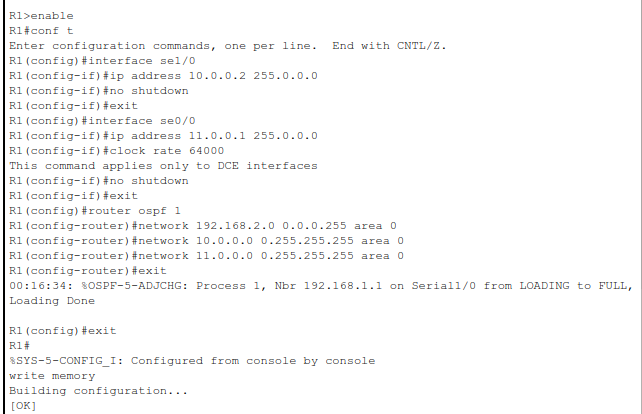 R1>enable
R1#conf t
Enter configuration commands, one per line.  End with CNTL/Z.
R1(config)#interface se1/0
R1(config-if)#ip address 10.0.0.2 255.0.0.0
R1(config-if)#no shutdown
R1(config-if)#exit
R1(config)#interface se0/0
R1(config-if)#ip address 11.0.0.1 255.0.0.0
R1(config-if)#clock rate 64000
This command applies only to DCE interfaces
R1(config-if)#no shutdown
R1(config-if)#exit
R1(config)#router ospf 1
R1(config-router)#network 192.168.2.0 0.0.0.255 area 0
R1(config-router)#network 10.0.0.0 0.255.255.255 area 0
R1(config-router)#network 11.0.0.0 0.255.255.255 area 0
R1(config-router)#exit
00:16:34: %OSPF-5-ADJCHG: Process 1, Nbr 192.168.1.1 on Serial1/0 from LOADING to FULL,
Loading Done
R1(config)#exit
R1#
%SYS-5-CONFIG_I: Configured from console by console
write memory
Building configuration...
[OK]